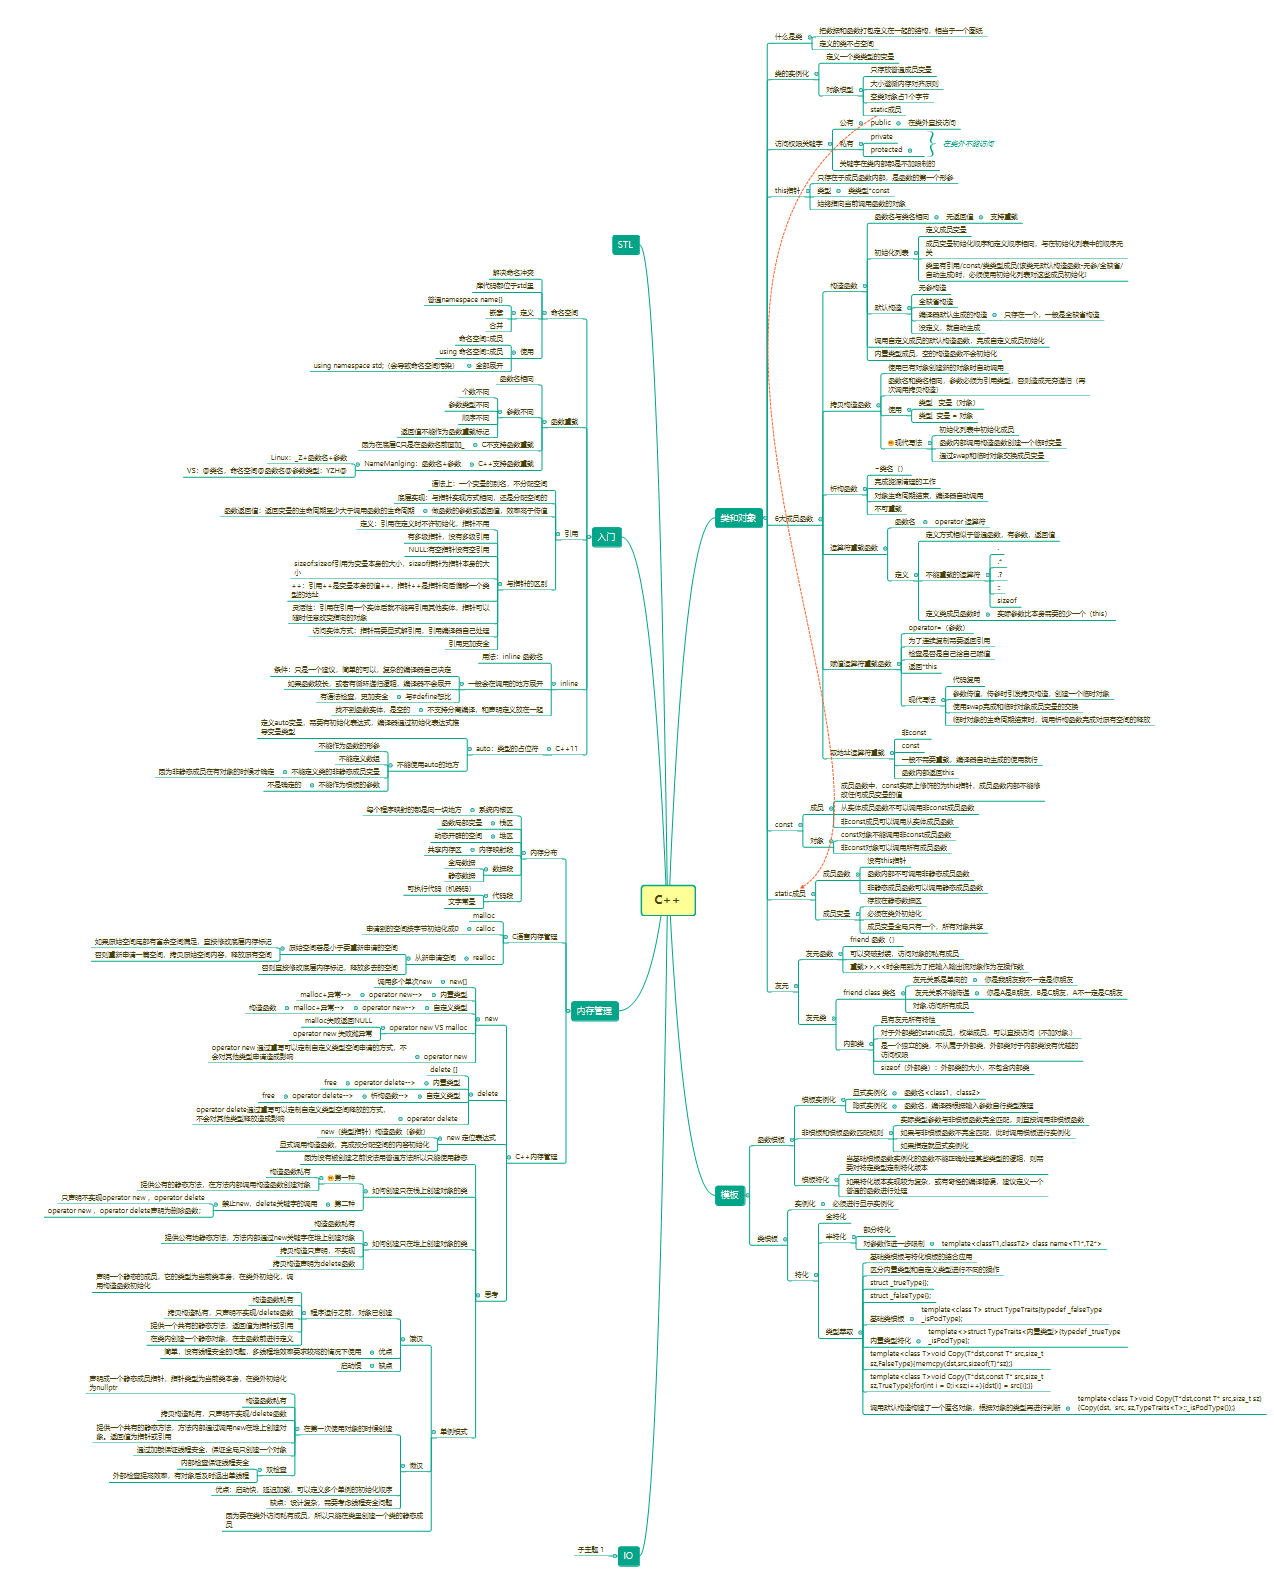 C++
STL
入门
命名空间
解决命名冲突
库代码都位于std里
定义
普通namespace name{}
嵌套
合并
使用
命名空间::成员
using 命名空间::成员
全部展开
using namespace std;（会导致命名空间污染）
函数重载
函数名相同
参数不同
个数不同
参数类型不同
顺序不同
返回值不能作为函数重载标记
C不支持函数重载
因为在底层C只是在函数名前面加_
C++支持函数重载
NameManlging：函数名+参数
Linux：_Z+函数名+参数
VS：@类名，命名空间@函数名@参数类型：YZH@
引用
语法上：一个变量的别名，不分配空间
底层实现：与指针实现方式相同，还是分配空间的
做函数的参数或返回值，效率高于传值
函数返回值：返回变量的生命周期至少大于调用函数的生命周期
与指针的区别
定义：引用在定义时不许初始化，指针不用
有多级指针，没有多级引用
NULL:有空指针没有空引用
sizeof:sizeof引用为变量本身的大小，sizeof指针为指针本身的大小
++：引用++是变量本身的值++，指针++是指针向后偏移一个类型的地址
灵活性：引用在引用一个实体后就不能再引用其他实体，指针可以随时任意改变指向的对象
访问实体方式：指针需要显式解引用，引用编译器自己处理
引用更加安全
inline
用法：inline 函数名
一般会在调用的地方展开
条件：只是一个建议，简单的可以，复杂的编译器自己决定
如果函数较长，或者有循环递归逻辑，编译器不会展开
与#define想比
有语法检查，更加安全
不支持分离编译，和声明定义放在一起
找不到函数实体，是空的
C++11
auto：类型的占位符
定义auto变量，需要有初始化表达式，编译器通过初始化表达式推导变量类型
不能使用auto的地方
不能作为函数的形参
不能定义数组
不能定义类的非静态成员变量
因为非静态成员在有对象的时候才确定
不能作为模板的参数
不是确定的
内存管理
内存分布
系统内核区
每个程序映射的都是同一块地方
栈区
函数局部变量
堆区
动态开辟的空间
内存映射段
共享内存区
数据段
全局数据
静态数据
代码段
可执行代码（机器码）
文字常量
C语言内存管理
malloc
calloc
申请到的空间按字节初始化成0
realloc
从新申请空间
原始空间容是小于要重新申请的空间
如果原始空间尾部有富余空间满足，直接修改底层内存标记
否则重新申请一篇空间，拷贝原始空间内容，释放原有空间
否则直接修改底层内存标记，释放多去的空间
C++内存管理
new
new[]
调用多个单次new
内置类型
operator new-->
malloc+异常-->
自定义类型
operator new-->
malloc+异常-->
构造函数
operator new VS malloc
malloc失败返回NULL
operator new 失败抛异常
operator new
operator new 通过重写可以定制自定义类型空间申请的方式，不会对其他类型申请造成影响
delete
delete []
内置类型
operator delete-->
free
自定义类型
析构函数-->
operator delete-->
free
operator delete
operator delete通过重写可以定制自定义类型空间释放的方式，不会对其他类型释放造成影响
new 定位表达式
new（类型指针）构造函数（参数）
显式调用构造函数，完成按分配空间的内容初始化
思考
因为没有被创建之前没法用普通方法所以只能使用静态
如何创建只在栈上创建对象的类
第一种
构造函数私有
提供公有的静态方法，在方法内部调用构造函数创建对象
第二种
禁止new，delete关键字的调用
只声明不实现operator new，operator delete
operator new ，operator delete声明为删除函数；
如何创建只在堆上创建对象的类
构造函数私有
提供公有地静态方法，方法内部通过new关键字在堆上创建对象
拷贝构造只声明，不实现
拷贝构造声明为delete函数
单例模式
饿汉
程序运行之前，对象已创建
声明一个静态的成员，它的类型为当前类本身，在类外初始化，调用构造函数初始化
构造函数私有
拷贝构造私有，只声明不实现/delete函数
提供一个共有的静态方法，返回值为指针或引用
在类内创建一个静态对象，在主函数前进行定义
优点
简单，没有线程安全的问题，多线程堆效率要求较高的情况下使用
缺点
启动慢
懒汉
在第一次使用对象的时候创建
声明成一个静态成员指针，指针类型为当前类本身，在类外初始化为nullptr
构造函数私有
拷贝构造私有，只声明不实现/delete函数
提供一个共有的静态方法，方法内部通过调用new在堆上创建对象。返回值为指针或引用
通过加锁保证线程安全，保证全局只创建一个对象
双检查
内部检查保证线程安全
外部检查提高效率，有对象后及时退出单线程
优点：启动快，延迟加载，可以定义多个单例的初始化顺序
缺点：设计复杂，需要考虑线程安全问题
因为要在类外访问私有成员，所以只能在类里创建一个类的静态成员
IO
子主题 1
类和对象
什么是类
把数据和函数打包定义在一起的结构，相当于一个图纸
定义的类不占空间
类的实例化
定义一个类类型的变量
对象模型
只存放普通成员变量
大小遵循内存对齐原则
空类对象占1个字节
static成员
访问权限关键字
公有
public
在类外直接访问
私有
private
protected
在类外不能访问
关键字在类内部都是不加限制的
this指针
只存在于成员函数内部，是函数的第一个形参
类型
类类型*const
始终指向当前调用函数的对象
6大成员函数
构造函数
函数名与类名相同
无返回值
支持重载
初始化列表
定义成员变量
成员变量初始化顺序和定义顺序相同，与在初始化列表中的顺序无关
类里有引用/const/类类型成员(该类无默认构造函数-无参/全缺省/自动生成)时，必须使用初始化列表对这些成员初始化!
默认构造
无参构造
全缺省构造
编译器默认生成的构造
只存在一个，一般是全缺省构造
没定义，就自动生成
调用自定义成员的默认构造函数，完成自定义成员初始化
内置类型成员，空的构造函数不会初始化
拷贝构造函数
使用已有对象创建新的对象时自动调用
函数名和类名相同，参数必须为引用类型，否则造成无穷递归（再次调用拷贝构造）
使用
类型 变量（对象）
类型 变量 = 对象
现代写法
初始化列表中初始化成员
函数内部调用构造函数创建一个临时变量
通过swap和临时对象交换成员变量
析构函数
~类名（）
完成资源清理的工作
对象生命周期结束，编译器自动调用
不可重载
运算符重载函数
函数名
operator 运算符
定义
定义方式相似于普通函数，有参数，返回值
不能重载的运算符
.
.*
.?
::
sizeof
定义类成员函数时
实际参数比本身需要的少一个（this）
赋值运算符重载函数
operator=（参数）
为了连续复制需要返回引用
检查是否是自己给自己赋值
返回*this
现代写法
代码复用
参数传值，传参时引发拷贝构造，创建一个临时对象
使用swap完成和临时对象成员变量的交换
临时对象的生命周期结束时，调用析构函数完成对原有空间的释放
取地址运算符重载
非const
const
一般不需要重载，编译器自动生成的使用就行
函数内部返回this
const
成员
成员函数中，const实际上修饰的为this指针，成员函数内部不能修改任何成员变量的值
从实体成员函数不可以调用非const成员函数
非const成员可以调用从实体成员函数
对象
const对象不能调用非const成员函数
非const对象可以调用所有成员函数
static成员
成员函数
没有this指针
函数内部不可调用非静态成员函数
非静态成员函数可以调用静态成员函数
成员变量
存放在静态数据区
必须在类外初始化
成员变量全局只有一个，所有对象共享
友元
友元函数
friend 函数（）
可以突破封装，访问对象的私有成员
重载>>,<<时会用到为了把输入输出流对象作为左操作数
友元类
friend class 类名
友元关系是单向的
你是我朋友我不一定是你朋友
友元关系不能传递
你是A是B朋友，B是C朋友，A不一定是C朋友
对象.访问所有成员
内部类
具有友元所有特性
对于外部类的static成员，枚举成员，可以直接访问（不加对象.）
是一个独立的类，不从属于外部类，外部类对于内部类没有优越的访问权限
sizeof（外部类）：外部类的大小，不包含内部类
模板
函数模板
模板实例化
显式实例化
函数名<class1，class2>
隐式实例化
函数名，编译器根据输入参数自行类型推理
非模板和模板函数匹配规则
实际类型参数与非模板函数完全匹配，则直接调用非模板函数
如果与非模板函数不完全匹配，此时调用模板进行实例化
如果指定就显式实例化
模板特化
当基础模板函数实例化的函数不能正确处理某些类型的逻辑，则需要对特定类型定制特化版本
如果特化版本实现较为复杂，或有奇怪的编译错误，建议定义一个普通的函数进行处理
类模板
实例化
必须进行显示实例化
特化
全特化
半特化
部分特化
对参数作进一步限制
template<classT1,classT2> class name<T1*,T2*>
类型萃取
基础类模板与特化模板的结合应用
区分内置类型和自定义类型进行不同的操作
struct _trueType{};
struct _falseType{};
基础类模板
template<class T> struct TypeTraits{typedef _falseType _isPodType};
内置类型特化
template<>struct TypeTraits<内置类型>{typedef _trueType _isPodType};
template<class T>void Copy(T*dst,const T* src,size_t sz,FalseType){memcpy(dst,src,sizeof(T)*sz);}
template<class T>void Copy(T*dst,const T* src,size_t sz,TrueType){for(int i = 0;i<sz;i++){dst[i] = src[i];}}
调用默认构造构建了一个匿名对象，根据对象的类型再进行判断
template<class T>void Copy(T*dst,const T* src,size_t sz){Copy(dst, src, sz,TypeTraits<T>::_isPodType());}